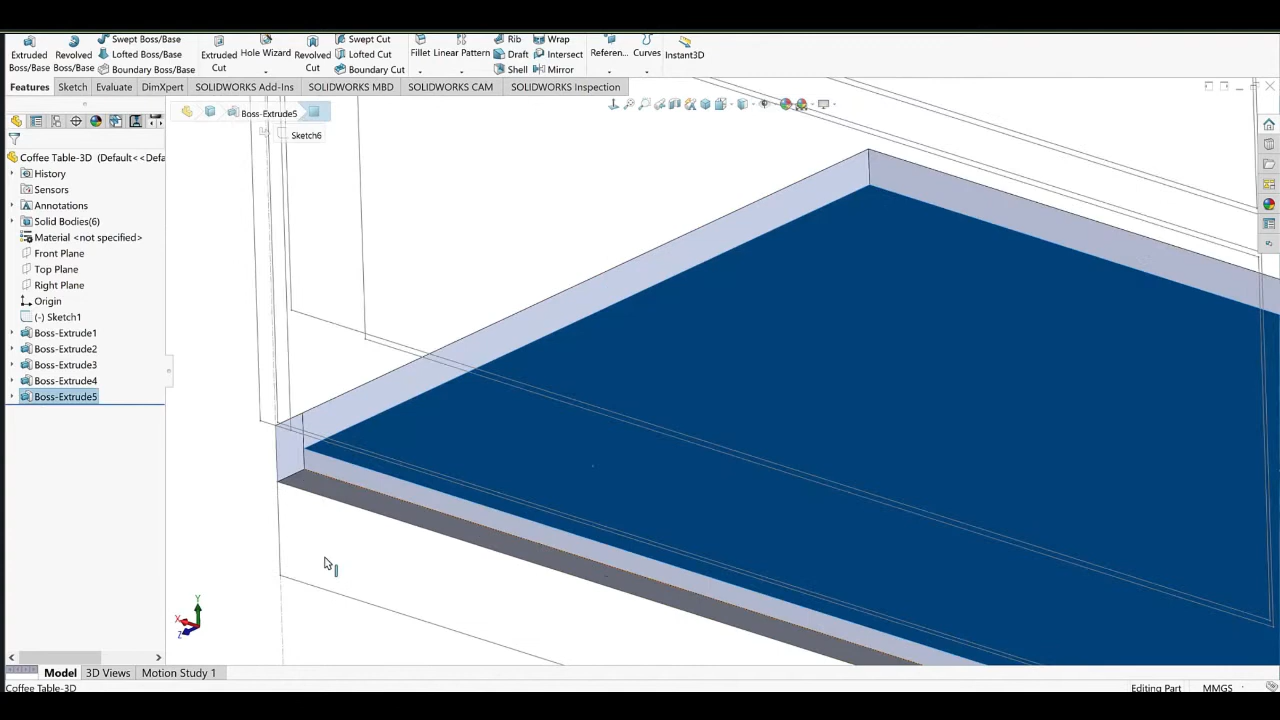 Extruded Boss/Base
Revolved Boss/Base
Swept Boss/Base
Lofted Boss/Base
Boundary Boss/Base
Extruded Cut
Hole Wizard
Revolved Cut
Swept Cut
Lofted Cut
Boundary Cut
Fillet
Linear Pattern
Rib
Draft
Shell
Wrap
Intersect
Mirror
Referen...
Curves
Instant3D
Features
Sketch
Evaluate
DimXpert
SOLIDWORKS Add-Ins
SOLIDWORKS MBD
SOLIDWORKS CAM
SOLIDWORKS Inspection
Boss-Extrude5
Sketch6
Coffee Table-3D (Default<<Defa
History
Sensors
Annotations
Solid Bodies(6)
Material <not specified>
Front Plane
Top Plane
Right Plane
Origin
(-) Sketch1
Boss-Extrude1
Boss-Extrude2
Boss-Extrude3
Boss-Extrude4
Boss-Extrude5
Y
X
Z
Model
3D Views
Motion Study 1
Coffee Table-3D
Editing Part
MMGS